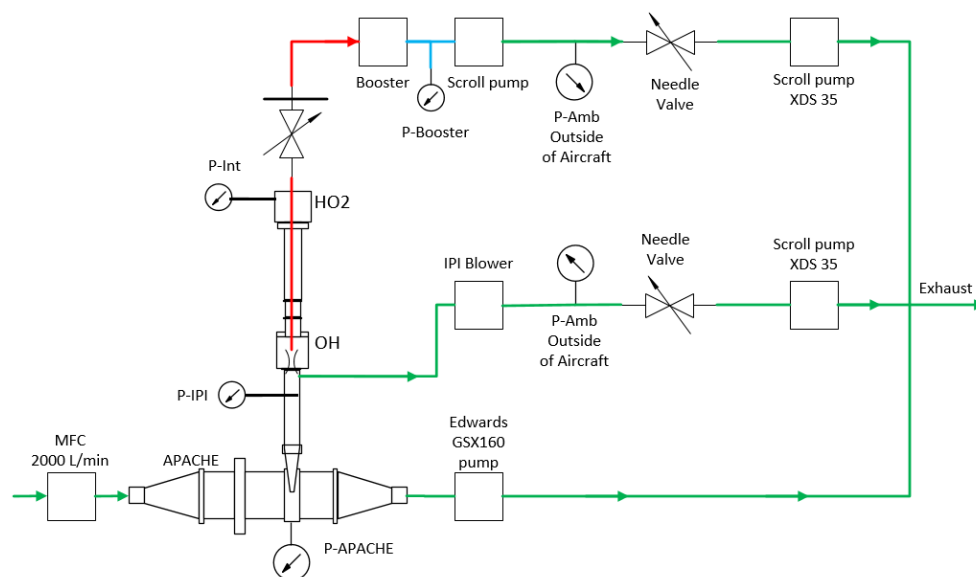 Booster
Scroll pump
P-Booster
P-Amb
Outside
of Aircraft
Needle
Valve
Scroll pump
XDS 35
P-Int
HO2
IPI Blower
Needle
Valve
Scroll pump
XDS 35
Exhaust
P-Amb
Outside
of Aircraft
OH
P-IPI
MFC
2000 L/min
APACHE
Edwards
GSX160
pump
P-APACHE